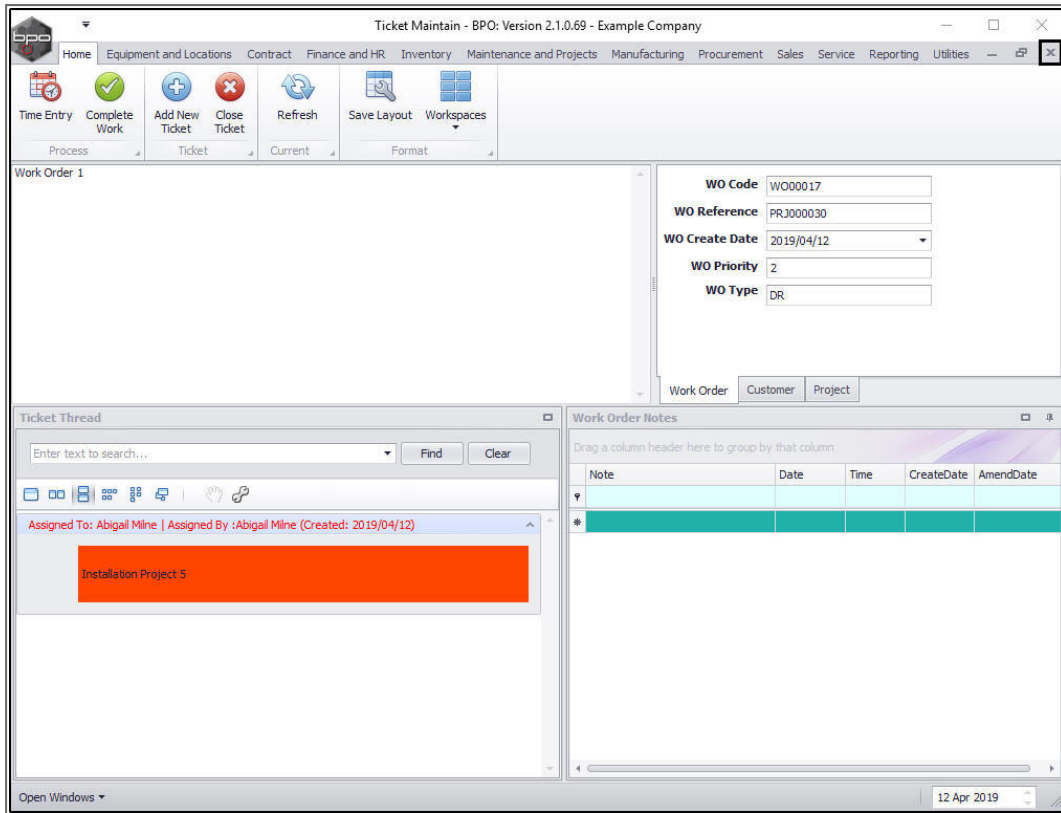 bpo
Ticket Maintain - BPO: Version 2.1.0.69 - Example Company
Home Equipment and Locations Contract Finance and HR Inventory Maintenance and Projects Manufacturing Procurement Sales Service Reporting Utilities
Time Entry Complete Work Add New Ticket Close Ticket Refresh Save Layout Workspaces
Process Ticket Current Format
Work Order 1
WO Code WO00017
WO Reference PRJ000030
WO Create Date 2019/04/12
WO Priority 2
WO Type DR
Work Order Customer Project
Ticket Thread
Enter text to search... Find Clear
Assigned To: Abigail Milne | Assigned By :Abigail Milne (Created: 2019/04/12)
Installation Project 5
Work Order Notes
Drag a column header here to group by that column
Note Date Time CreateDate AmendDate
Open Windows 12 Apr 2019